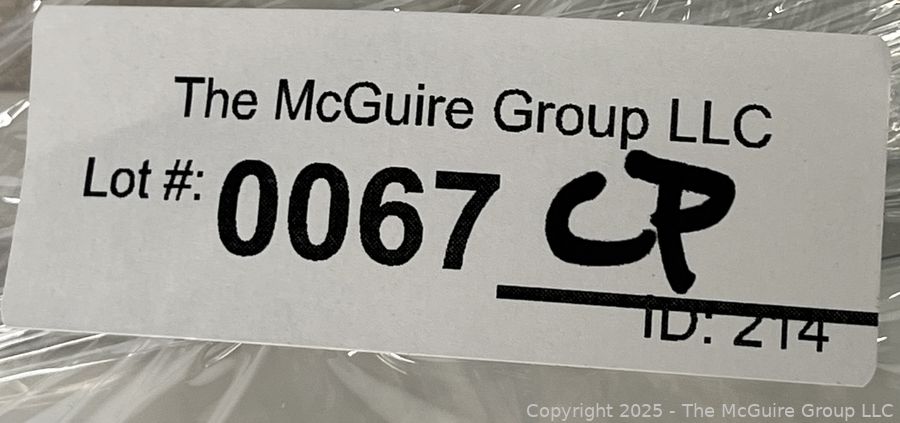 The McGuire Group LLC
Lot #: 0067 CP
ID: 214
Copyright 2025 - The McGuire Group LLC